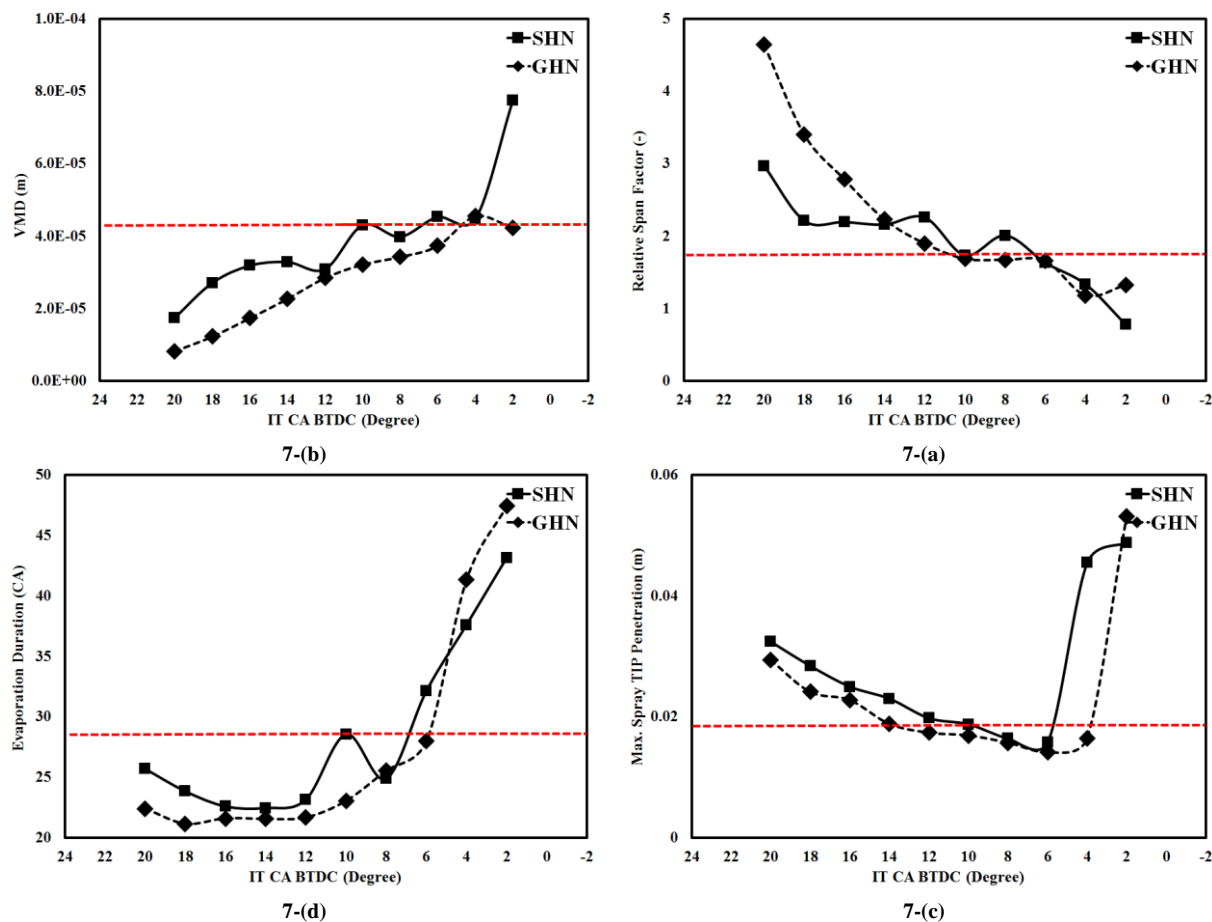 1.0E-04
8.0E-05
6.0E-05
4.0E-05
2.0E-05
0.0E+00
VMD (m)
SHN
GHN
24 22 20 18 16 14 12 10 8 6 4 2 0 -2
IT CA BTDC (Degree)
7-(b)
5
4
3
2
1
0
Relative Span Factor (-)
SHN
GHN
24 22 20 18 16 14 12 10 8 6 4 2 0 -2
IT CA BTDC (Degree)
7-(a)
50
45
40
35
30
25
20
Evaporation Duration (CA)
SHN
GHN
24 22 20 18 16 14 12 10 8 6 4 2 0 -2
IT CA BTDC (Degree)
7-(d)
0.06
0.04
0.02
0
Max. Spray TIP Penetration (m)
SHN
GHN
24 22 20 18 16 14 12 10 8 6 4 2 0 -2
IT CA BTDC (Degree)
7-(c)